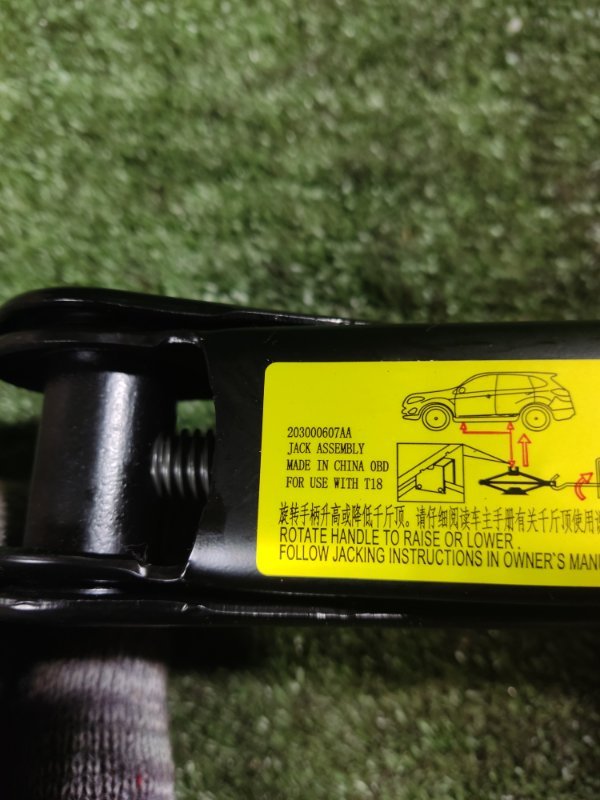 203000607AA
JACK ASSEMBLY
MADE IN CHINA OBD
FOR USE WITH T18
旋转手柄升高或降低千斤顶。请仔细阅读车主手册有关千斤顶使用
ROTATE HANDLE TO RAISE OR LOWER.
FOLLOW JACKING INSTRUCTIONS IN OWNER`S